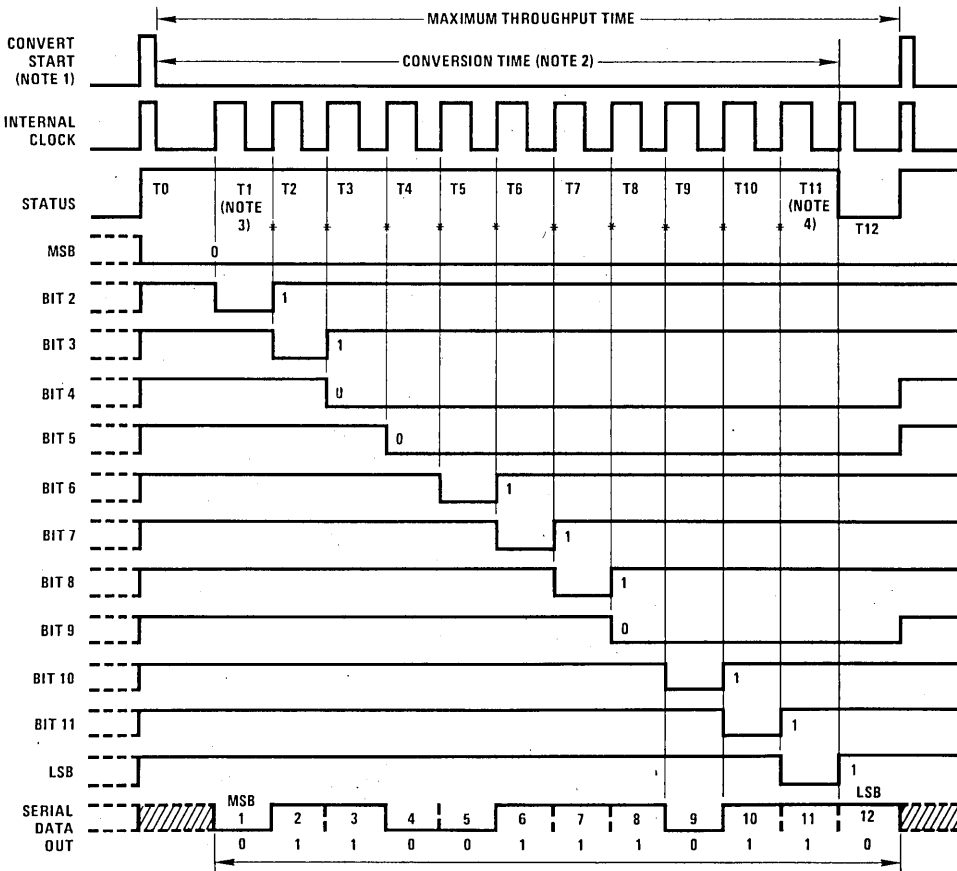 MAXIMUM THROUGHPUT TIME
CONVERT
START
(NOTE 1)
CONVERSION TIME (NOTE 2)
INTERNAL
CLOCK
STATUS
T0 T1 T2 T3 T4 T5 T6 T7 T8 T9 T10 T11
(NOTE
3)
(NOTE
4)
T12
* * * * * * * * * *
MSB 0
BIT 2 1
BIT 3 1
BIT 4 0
BIT 5 0
BIT 6 1
BIT 7 1
BIT 8 1
BIT 9 0
BIT 10 1
BIT 11 1
LSB 1
SERIAL
DATA
OUT
MSB LSB
1 2 3 4 5 6 7 8 9 10 11 12
0 1 1 0 0 1 1 1 0 1 1 0